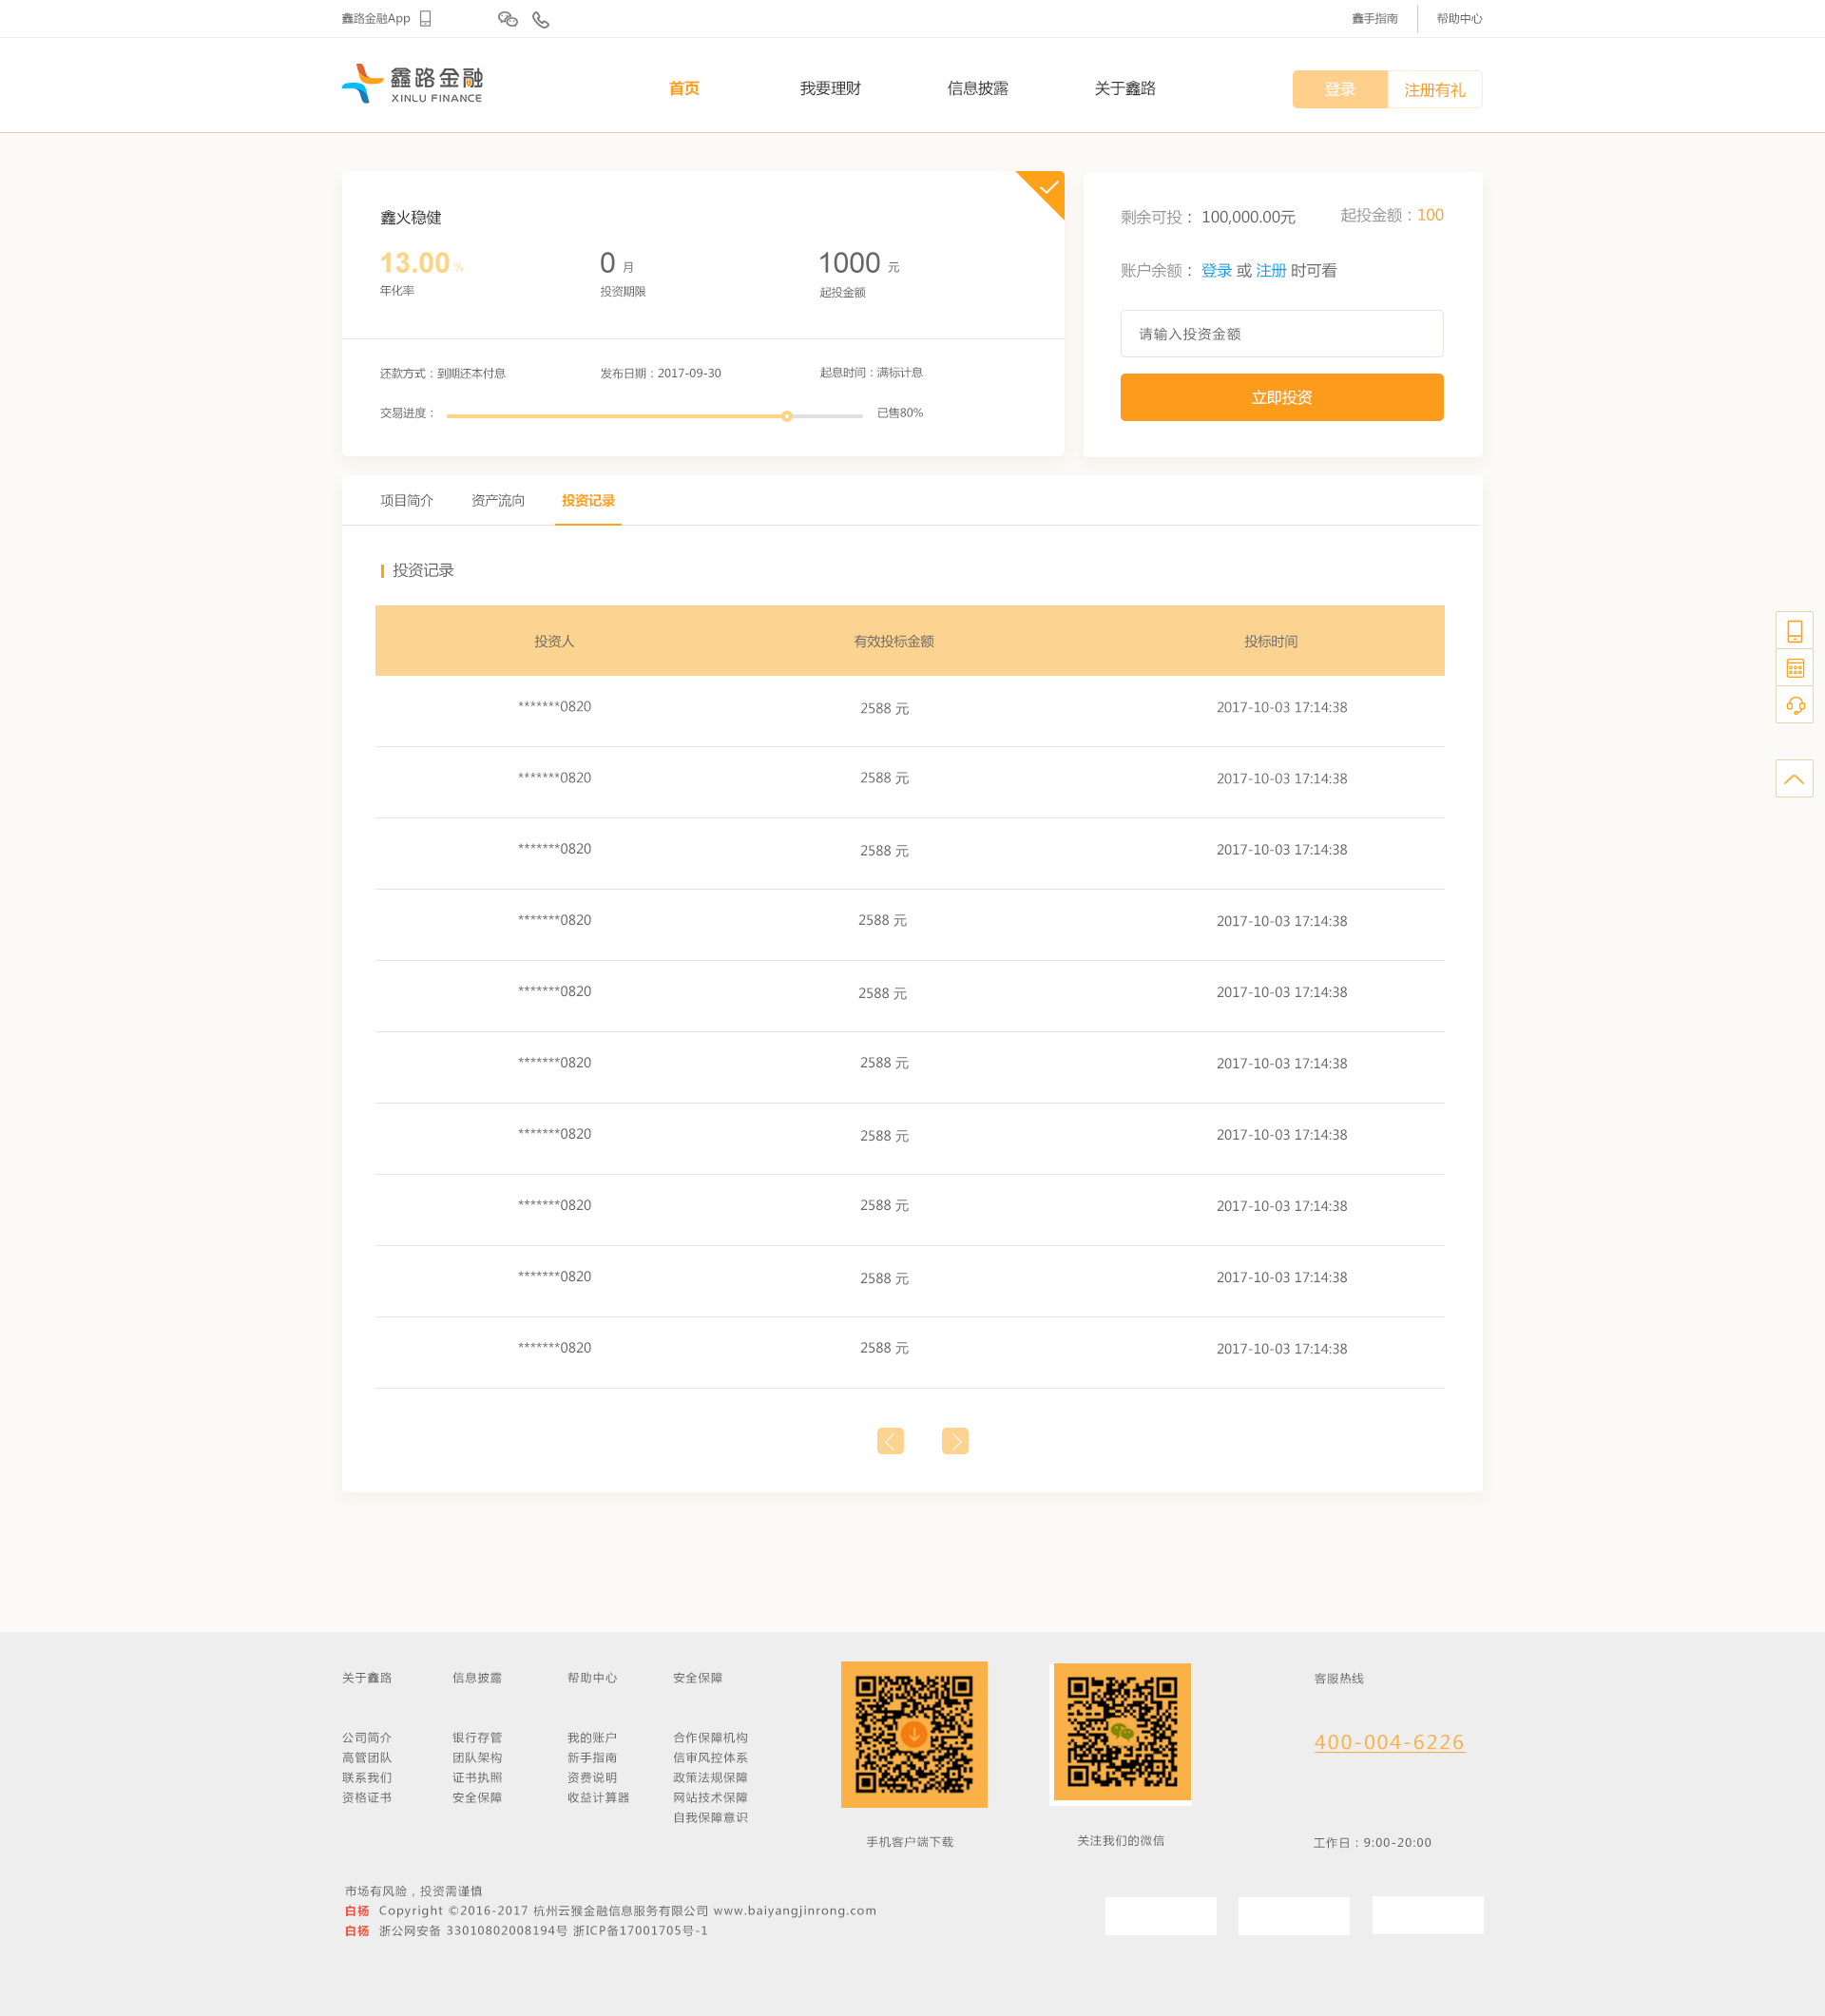 鑫路金融App
鑫手指南 帮助中心
鑫路金融
XINLU FINANCE
首页 我要理财 信息披露 关于鑫路
登录 注册有礼
鑫火稳健
13.00 % 0 月 1000 元
年化率 投资期限 起投金额
还款方式：到期还本付息 发布日期：2017-09-30 起息时间：满标计息
交易进度： 已售80%
剩余可投： 100,000.00元 起投金额：100
账户余额： 登录 或 注册 时可看
请输入投资金额
立即投资
项目简介 资产流向 投资记录
投资记录
投资人 有效投标金额 投标时间
*******0820 2588 元 2017-10-03 17:14:38
*******0820 2588 元 2017-10-03 17:14:38
*******0820 2588 元 2017-10-03 17:14:38
*******0820 2588 元 2017-10-03 17:14:38
*******0820 2588 元 2017-10-03 17:14:38
*******0820 2588 元 2017-10-03 17:14:38
*******0820 2588 元 2017-10-03 17:14:38
*******0820 2588 元 2017-10-03 17:14:38
*******0820 2588 元 2017-10-03 17:14:38
*******0820 2588 元 2017-10-03 17:14:38
关于鑫路 信息披露 帮助中心 安全保障
公司简介 银行存管 我的账户 合作保障机构
高管团队 团队架构 新手指南 信审风控体系
联系我们 证书执照 资费说明 政策法规保障
资格证书 安全保障 收益计算器 网站技术保障
自我保障意识
手机客户端下载
关注我们的微信
客服热线
400-004-6226
工作日：9:00-20:00
市场有风险，投资需谨慎
白杨 Copyright ©2016-2017 杭州云猴金融信息服务有限公司 www.baiyangjinrong.com
白杨 浙公网安备 33010802008194号 浙ICP备17001705号-1